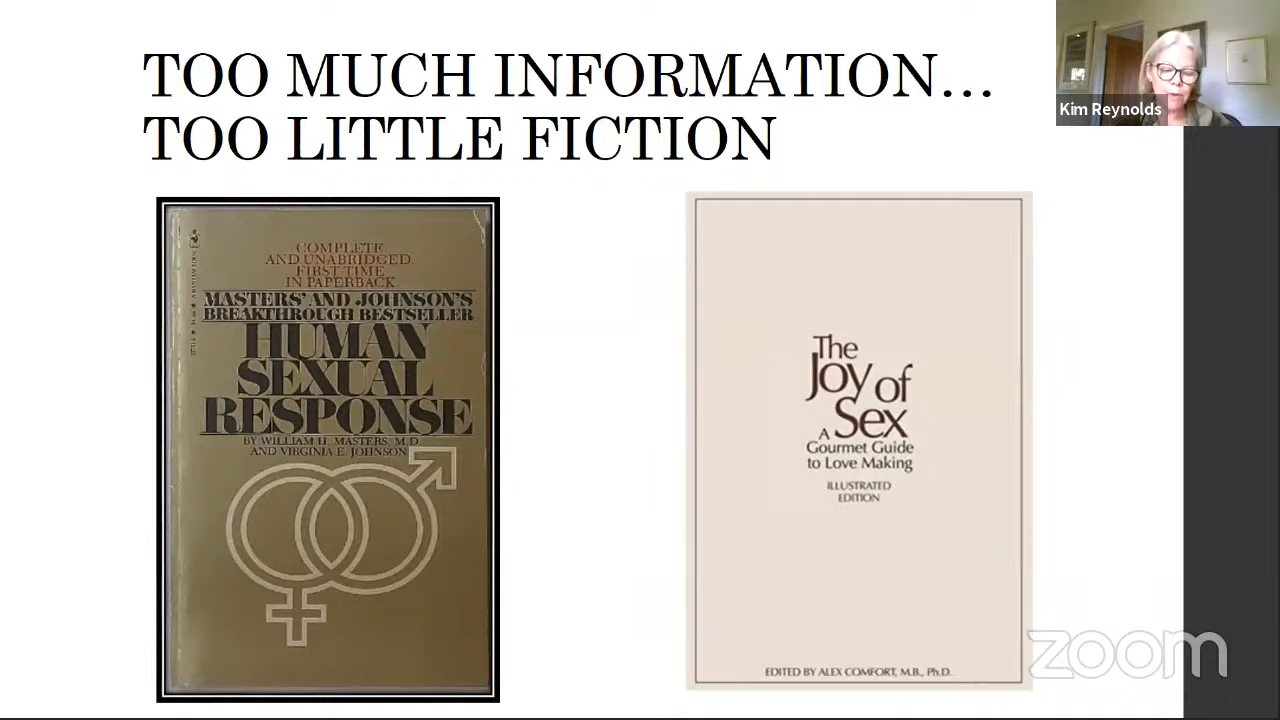 TOO MUCH INFORMATION...
TOO LITTLE FICTION
Kim Reynolds
COMPLETE
AND UNABRIDGED.
FIRST TIME
IN PAPERBACK
MASTERS' AND JOHNSON'S
BREAKTHROUGH BESTSELLER
HUMAN
SEXUAL
RESPONSE
BY WILLIAM H. MASTERS, M.D.
AND VIRGINIA E. JOHNSON
The
Joy of
Sex
A
Gourmet Guide
to Love Making
ILLUSTRATED
EDITION
EDITED BY ALEX COMFORT, M.B., Ph.D.
zoom